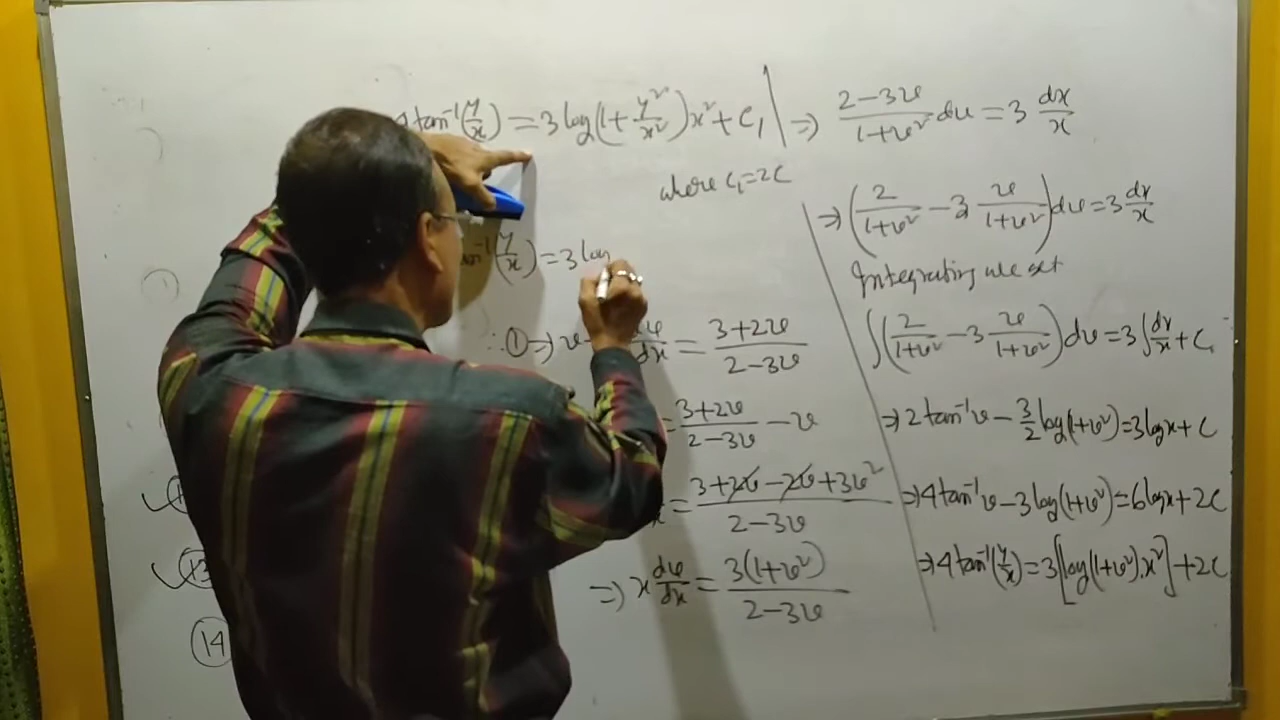 4 tan⁻¹(y/x) = 3 log(1 + y²/x²)x² + C₁
where C₁ = 2C
tan⁻¹(y/x) = 3 log
∴ ① ⇒ v dv/dx = (3+2v)/(2−3v)
= (3+2v)/(2−3v) − v
x = (3+2v−2v+3v²)/(2−3v)
⇒ x dv/dx = 3(1+v²)/(2−3v)
14
⇒ (2−3v)/(1+v²) dv = 3 dx/x
⇒ (2/(1+v²) − 3 v/(1+v²)) dv = 3 dx/x
Integrating we get
∫(2/(1+v²) − 3 v/(1+v²)) dv = 3∫dx/x + C
⇒ 2 tan⁻¹v − 3/2 log(1+v²) = 3 log x + C
⇒ 4 tan⁻¹v − 3 log(1+v²) = 6 log x + 2C
⇒ 4 tan⁻¹(y/x) = 3[log(1+v²).x²] + 2C